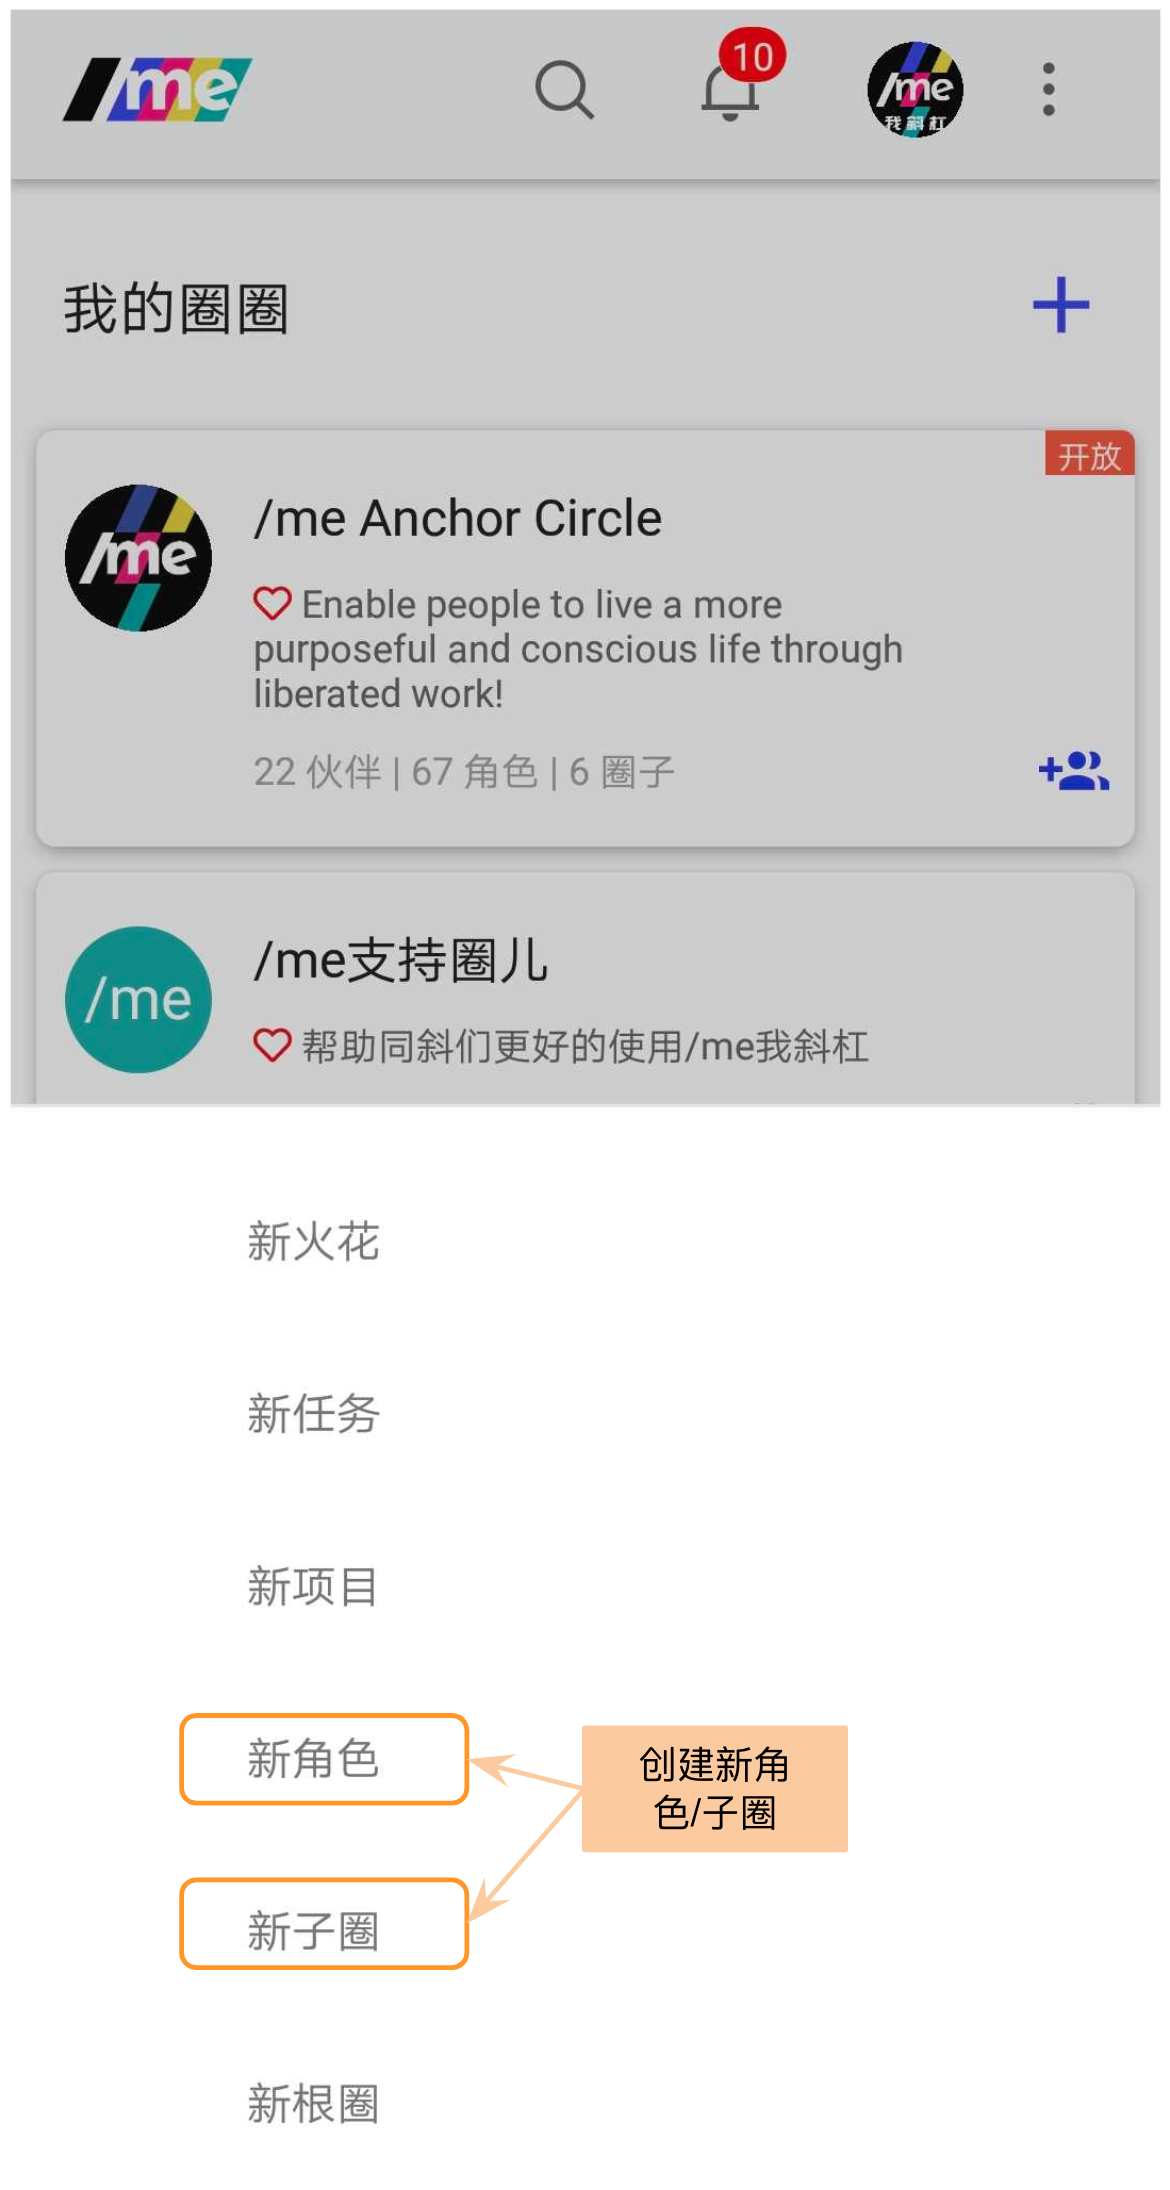 /me
10
/me
我斜杠
我的圈圈
开放
/me
/me Anchor Circle
Enable people to live a more
purposeful and conscious life through
liberated work!
22 伙伴 | 67 角色 | 6 圈子
/me
/me支持圈儿
帮助同斜们更好的使用/me我斜杠
新火花
新任务
新项目
新角色
创建新角
色/子圈
新子圈
新根圈